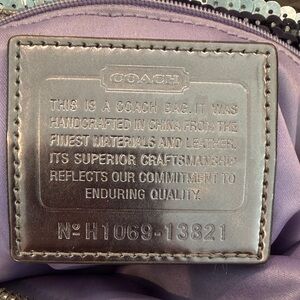 COACH
THIS IS A COACH BAG. IT WAS
HANDCRAFTED IN CHINA FROM THE
FINEST MATERIALS AND LEATHER.
ITS SUPERIOR CRAFTSMANSHIP
REFLECTS OUR COMMITMENT TO
ENDURING QUALITY.
Nº H1069-13821